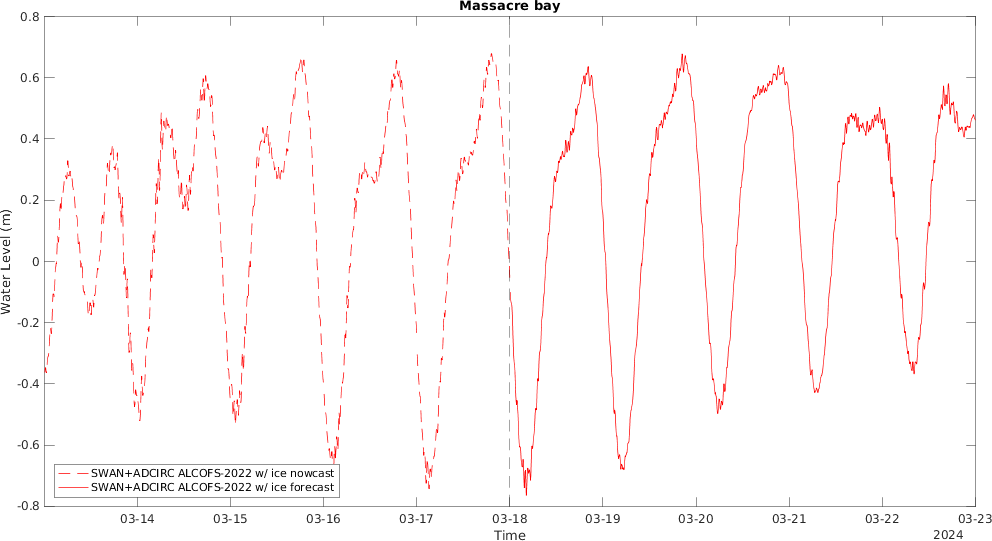 Massacre bay
0.8
0.6
0.4
0.2
0
-0.2
-0.4
-0.6
-0.8
Water Level (m)
SWAN+ADCIRC ALCOFS-2022 w/ ice nowcast
SWAN+ADCIRC ALCOFS-2022 w/ ice forecast
03-14 03-15 03-16 03-17 03-18 03-19 03-20 03-21 03-22 03-23
Time
2024